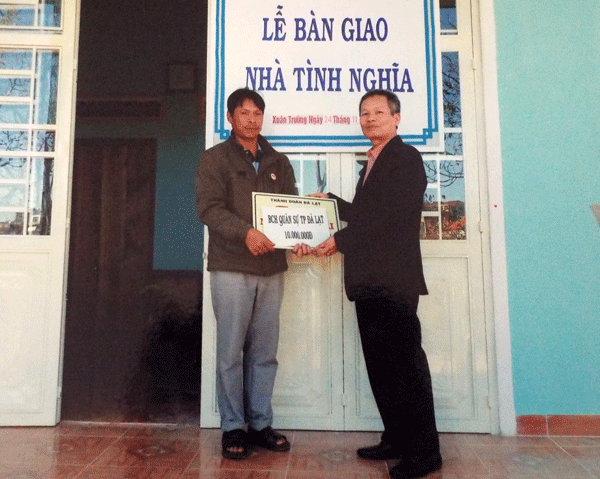 LỄ BÀN GIAO
NHÀ TÌNH NGHĨA
Xuân Trường Ngày 24 Tháng 11
THÀNH ĐOÀN ĐÀ LẠT
BCH QUÂN SỰ TP ĐÀ LẠT
10.000.000Đ